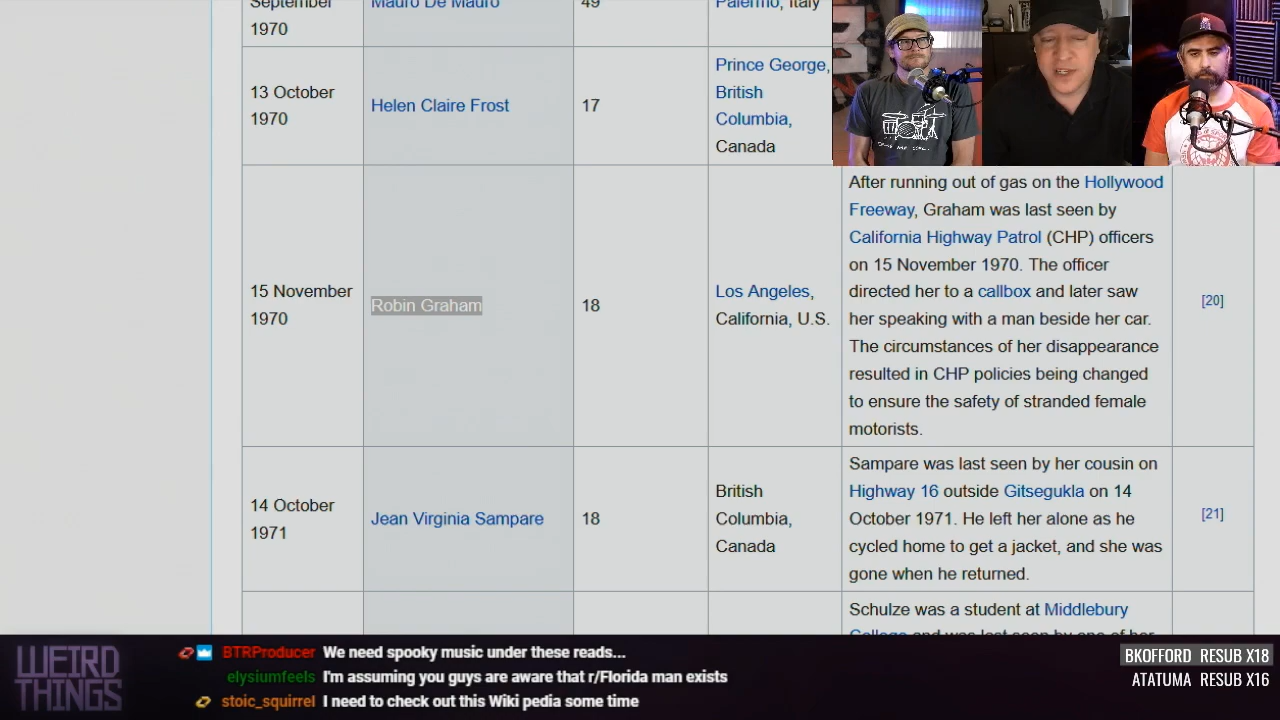 September
1970
Mauro De Mauro
49
Palermo, Italy
13 October
1970
Helen Claire Frost
17
Prince George,
British
Columbia,
Canada
15 November
1970
Robin Graham
18
Los Angeles,
California, U.S.
After running out of gas on the Hollywood
Freeway, Graham was last seen by
California Highway Patrol (CHP) officers
on 15 November 1970. The officer
directed her to a callbox and later saw
her speaking with a man beside her car.
The circumstances of her disappearance
resulted in CHP policies being changed
to ensure the safety of stranded female
motorists.
[20]
14 October
1971
Jean Virginia Sampare
18
British
Columbia,
Canada
Sampare was last seen by her cousin on
Highway 16 outside Gitsegukla on 14
October 1971. He left her alone as he
cycled home to get a jacket, and she was
gone when he returned.
[21]
Schulze was a student at Middlebury
College and was last seen by one of her
WEIRD
THINGS
BTRProducer We need spooky music under these reads...
elysiumfeels I'm assuming you guys are aware that r/Florida man exists
stoic_squirrel I need to check out this Wiki pedia some time
BKOFFORD RESUB X18
ATATUMA RESUB X16